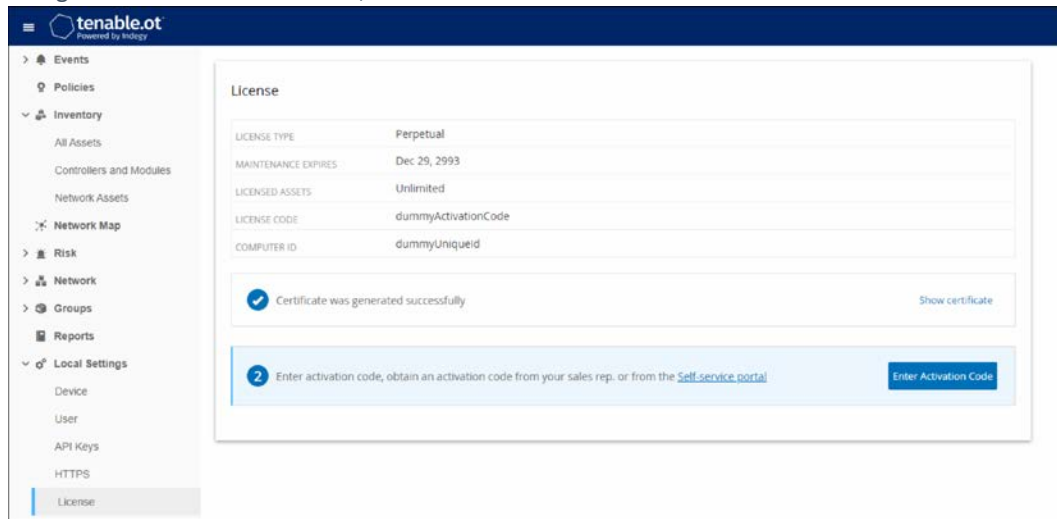 tenable.ot
Powered by Indegy
Events
Policies
Inventory
All Assets
Controllers and Modules
Network Assets
Network Map
Risk
Network
Groups
Reports
Local Settings
Device
User
API Keys
HTTPS
License
License
LICENSE TYPE Perpetual
MAINTENANCE EXPIRES Dec 29, 2993
LICENSED ASSETS Unlimited
LICENSE CODE dummyActivationCode
COMPUTER ID dummyUniqueid
Certificate was generated successfully Show certificate
2 Enter activation code, obtain an activation code from your sales rep. or from the Self-service portal Enter Activation Code